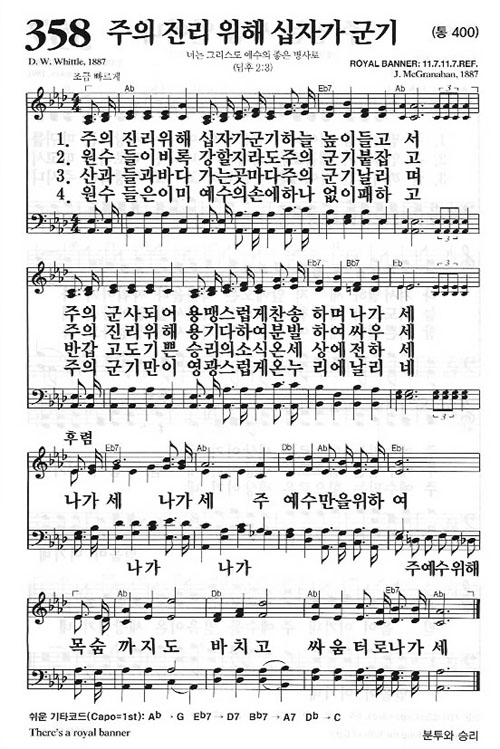 358 주의 진리 위해 십자가 군기 (통 400)
너는 그리스도 예수의 좋은 병사로
(딤후 2:3)
D. W. Whittle, 1887
ROYAL BANNER: 11.7.11.7.REF.
J. McGranahan, 1887
조금 빠르게
Ab Eb7 Ab
1. 주의 진리위해 십자가군기하늘 높이들고 서
2. 원수 들이비록 강할지라도주의 군기붙잡 고
3. 산과 들과바다 가는곳마다주의 군기날리 며
4. 원수 들은이미 예수의손에하나 없이패하 고
Eb7 Ab Eb Bb7 Eb
주의 군사되어 용맹스럽게찬송 하며나가 세
주의 진리위해 용기다하여분발 하여싸우 세
반갑 고도기쁜 승리의소식온세 상에전하 세
주의 군기만이 영광스럽게온누 리에날리 네
후렴
Eb7 Ab Db Ab Eb
나가 세 나가 세 주 예수만을위하 여
나가 나가 주예수위해
Ab Db Ab Eb7 Ab
목숨 까지도 바치고 싸움 터로나가 세
쉬운 기타코드(Capo=1st): Ab → G Eb7 → D7 Bb7 → A7 Db → C
There's a royal banner
분투와 승리